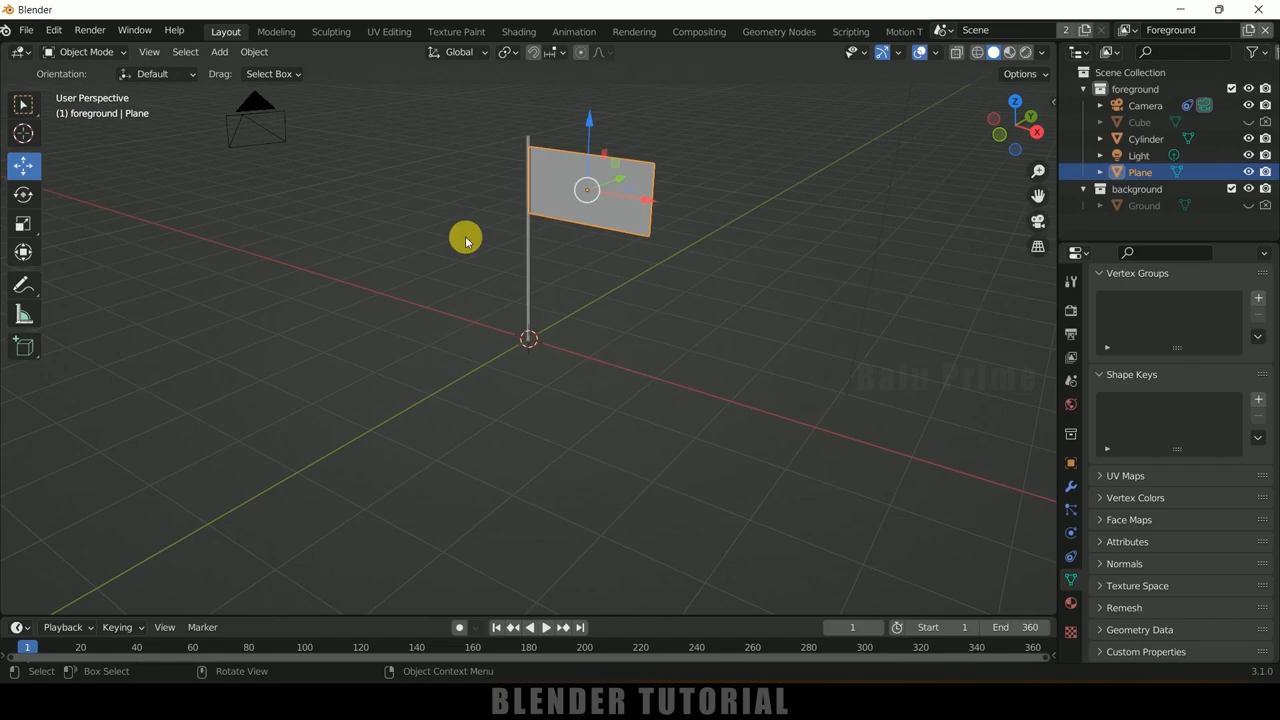 Blender
File Edit Render Window Help Layout Modeling Sculpting UV Editing Texture Paint Shading Animation Rendering Compositing Geometry Nodes Scripting Motion T Scene 2 Foreground
Object Mode View Select Add Object Global
Orientation: Default Drag: Select Box Options
Scene Collection
foreground
Camera
Cube
Cylinder
Light
Plane
background
Ground
User Perspective
(1) foreground | Plane
Z
Y
X
Vertex Groups
Shape Keys
UV Maps
Vertex Colors
Face Maps
Attributes
Normals
Texture Space
Remesh
Geometry Data
Custom Properties
Balu Prime
Playback Keying View Marker 1 Start 1 End 360
1 20 40 60 80 100 120 140 160 180 200 220 240 260 280 300 320 340 360
Select Box Select Rotate View Object Context Menu 3.1.0
BLENDER TUTORIAL